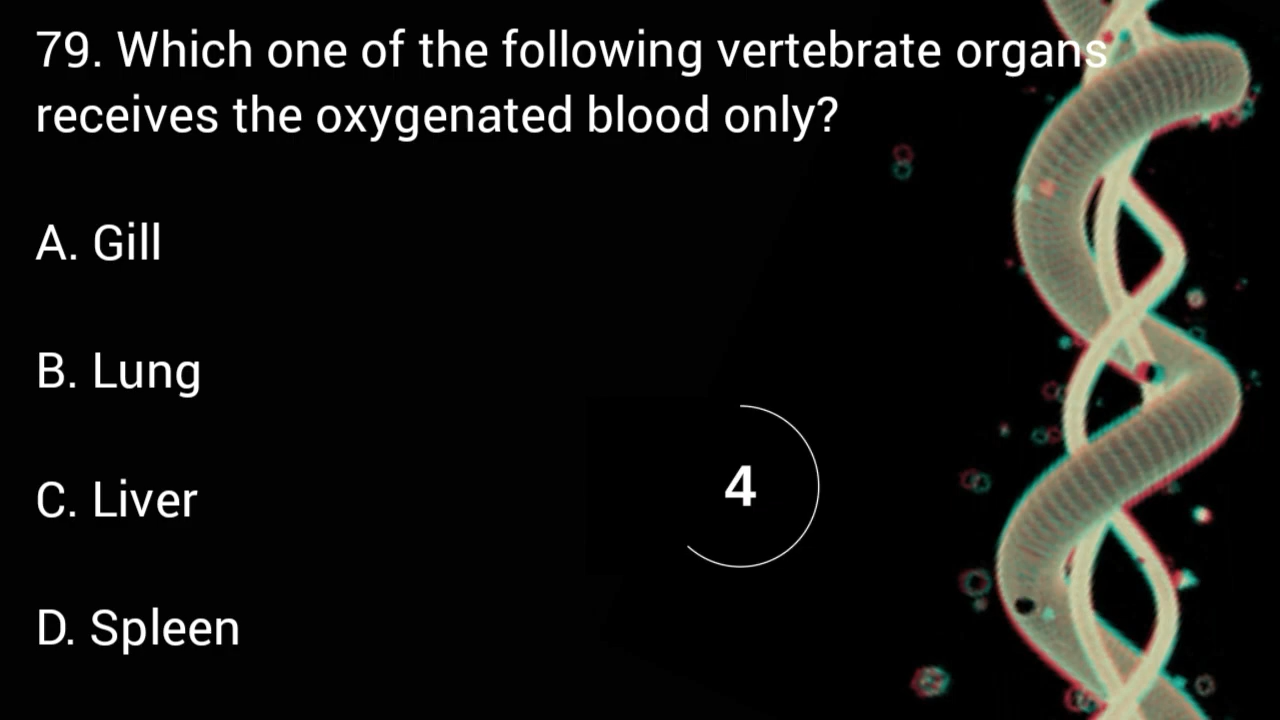 79. Which one of the following vertebrate organs
receives the oxygenated blood only?
A. Gill
B. Lung
C. Liver
4
D. Spleen